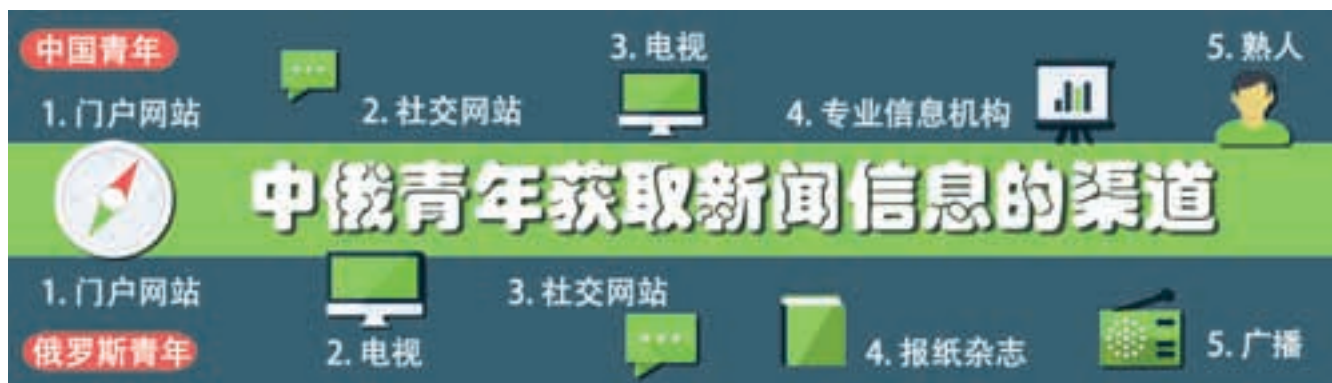 中国青年
1. 门户网站
2. 社交网站
3. 电视
4. 专业信息机构
5. 熟人
中俄青年获取新闻信息的渠道
1. 门户网站
2. 电视
3. 社交网站
4. 报纸杂志
5. 广播
俄罗斯青年